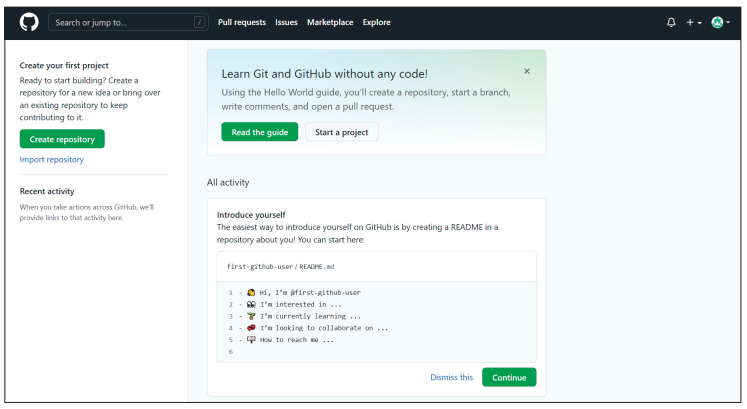 Search or jump to...
/
Pull requests Issues Marketplace Explore
Create your first project
Ready to start building? Create a
repository for a new idea or bring over
an existing repository to keep
contributing to it.
Create repository
Import repository
Recent activity
When you take actions across GitHub, we'll
provide links to that activity here.
Learn Git and GitHub without any code!
Using the Hello World guide, you'll create a repository, start a branch,
write comments, and open a pull request.
Read the guide
Start a project
All activity
Introduce yourself
The easiest way to introduce yourself on GitHub is by creating a README in a
repository about you! You can start here:
first-github-user / README.md
1 - 👋 Hi, I'm @first-github-user
2 - 👀 I'm interested in ...
3 - 🌱 I'm currently learning ...
4 - 💞️ I'm looking to collaborate on ...
5 - 📫 How to reach me ...
6
Dismiss this
Continue